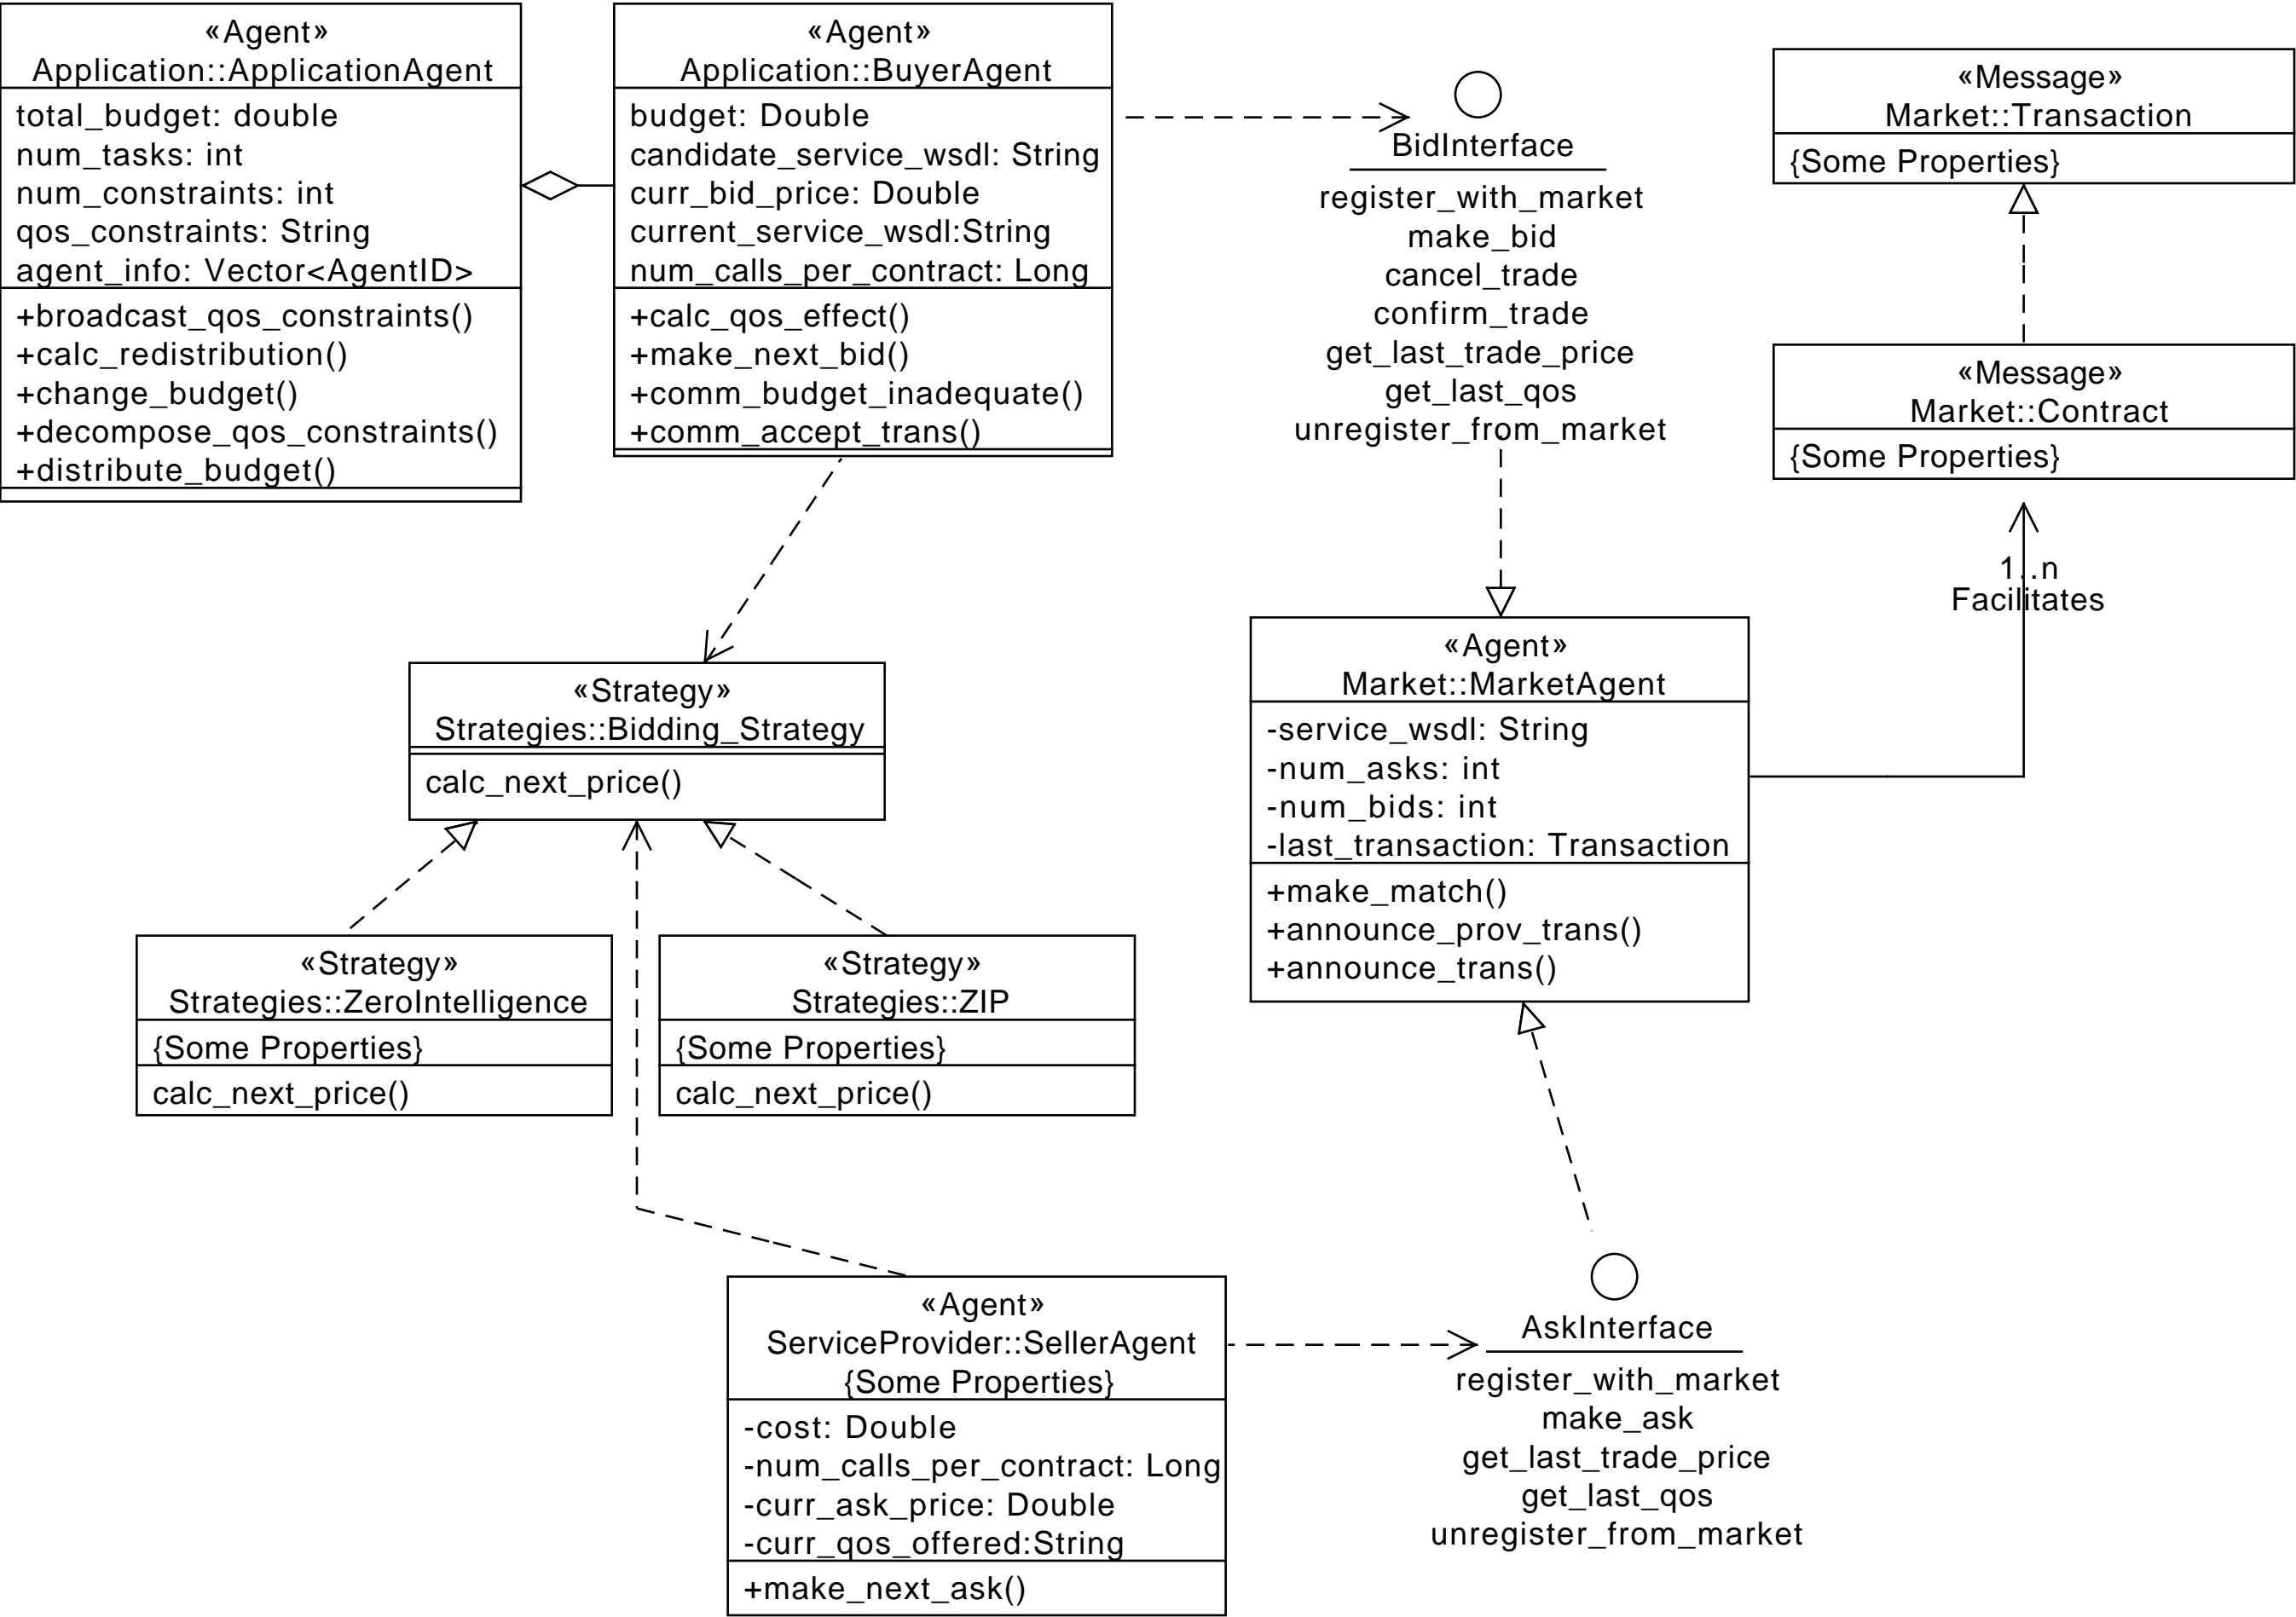 «Agent»
Application::ApplicationAgent
total_budget: double
num_tasks: int
num_constraints: int
qos_constraints: String
agent_info: Vector<AgentID>
+broadcast_qos_constraints()
+calc_redistribution()
+change_budget()
+decompose_qos_constraints()
+distribute_budget()
«Agent»
Application::BuyerAgent
budget: Double
candidate_service_wsdl: String
curr_bid_price: Double
current_service_wsdl:String
num_calls_per_contract: Long
+calc_qos_effect()
+make_next_bid()
+comm_budget_inadequate()
+comm_accept_trans()
BidInterface
register_with_market
make_bid
cancel_trade
confirm_trade
get_last_trade_price
get_last_qos
unregister_from_market
«Message»
Market::Transaction
{Some Properties}
«Message»
Market::Contract
{Some Properties}
1..n
Facilitates
«Strategy»
Strategies::Bidding_Strategy
calc_next_price()
«Agent»
Market::MarketAgent
-service_wsdl: String
-num_asks: int
-num_bids: int
-last_transaction: Transaction
+make_match()
+announce_prov_trans()
+announce_trans()
«Strategy»
Strategies::ZeroIntelligence
{Some Properties}
calc_next_price()
«Strategy»
Strategies::ZIP
{Some Properties}
calc_next_price()
«Agent»
ServiceProvider::SellerAgent
{Some Properties}
-cost: Double
-num_calls_per_contract: Long
-curr_ask_price: Double
-curr_qos_offered:String
+make_next_ask()
AskInterface
register_with_market
make_ask
get_last_trade_price
get_last_qos
unregister_from_market